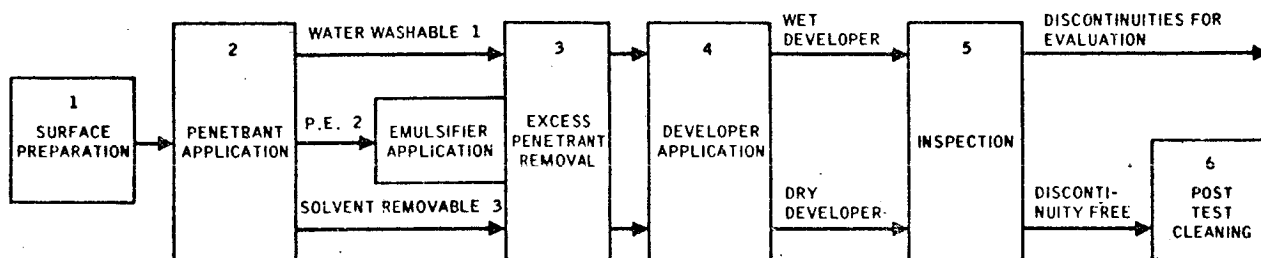 1
SURFACE
PREPARATION
2
PENETRANT
APPLICATION
WATER WASHABLE 1
P.E. 2
EMULSIFIER
APPLICATION
SOLVENT REMOVABLE 3
3
EXCESS
PENETRANT
REMOVAL
4
DEVELOPER
APPLICATION
WET
DEVELOPER
DRY
DEVELOPER
5
INSPECTION
DISCONTINUITIES FOR
EVALUATION
DISCONTI-
NUITY FREE
6
POST
TEST
CLEANING